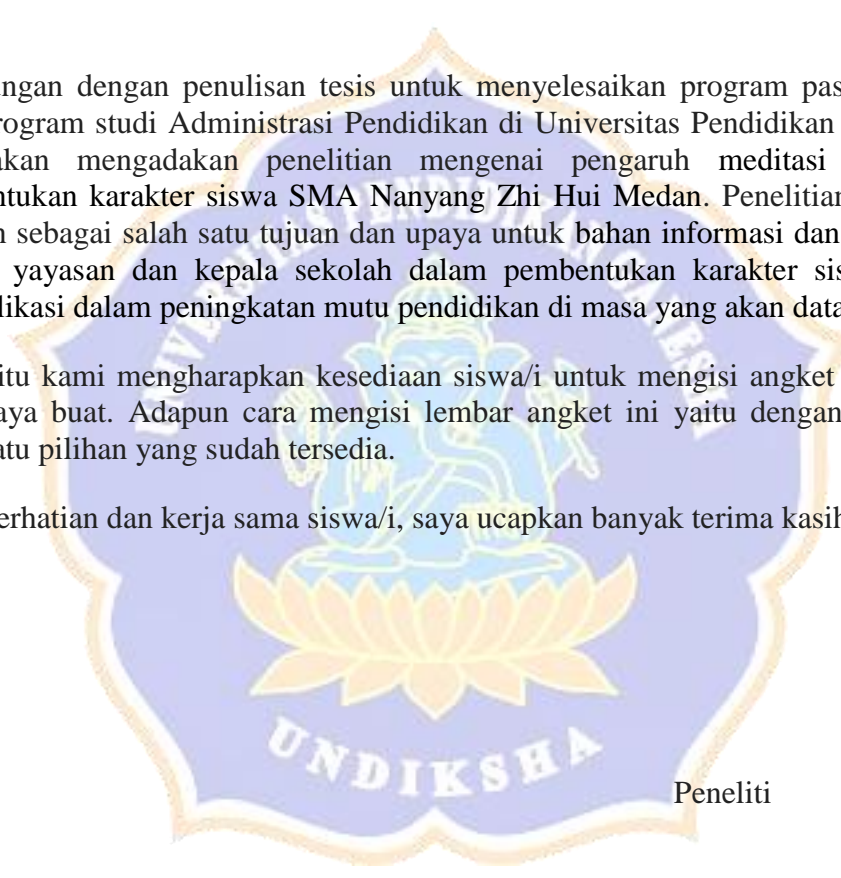 ungan dengan penulisan tesis untuk menyelesaikan program pas
rogram studi Administrasi Pendidikan di Universitas Pendidikan
akan mengadakan penelitian mengenai pengaruh meditasi
ntukan karakter siswa SMA Nanyang Zhi Hui Medan. Penelitian
n sebagai salah satu tujuan dan upaya untuk bahan informasi dan
yayasan dan kepala sekolah dalam pembentukan karakter sis
likasi dalam peningkatan mutu pendidikan di masa yang akan data
itu kami mengharapkan kesediaan siswa/i untuk mengisi angket
aya buat. Adapun cara mengisi lembar angket ini yaitu dengan
atu pilihan yang sudah tersedia.
erhatian dan kerja sama siswa/i, saya ucapkan banyak terima kasih
Peneliti
UNIVERSITAS PENDIDIKAN GANESHA
UNDIKSHA